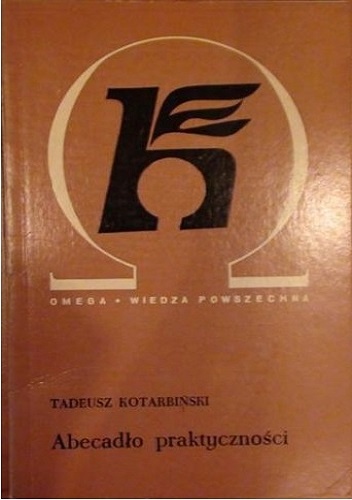 OMEGA • WIEDZA POWSZECHNA
TADEUSZ KOTARBIŃSKI
Abecadło praktyczności